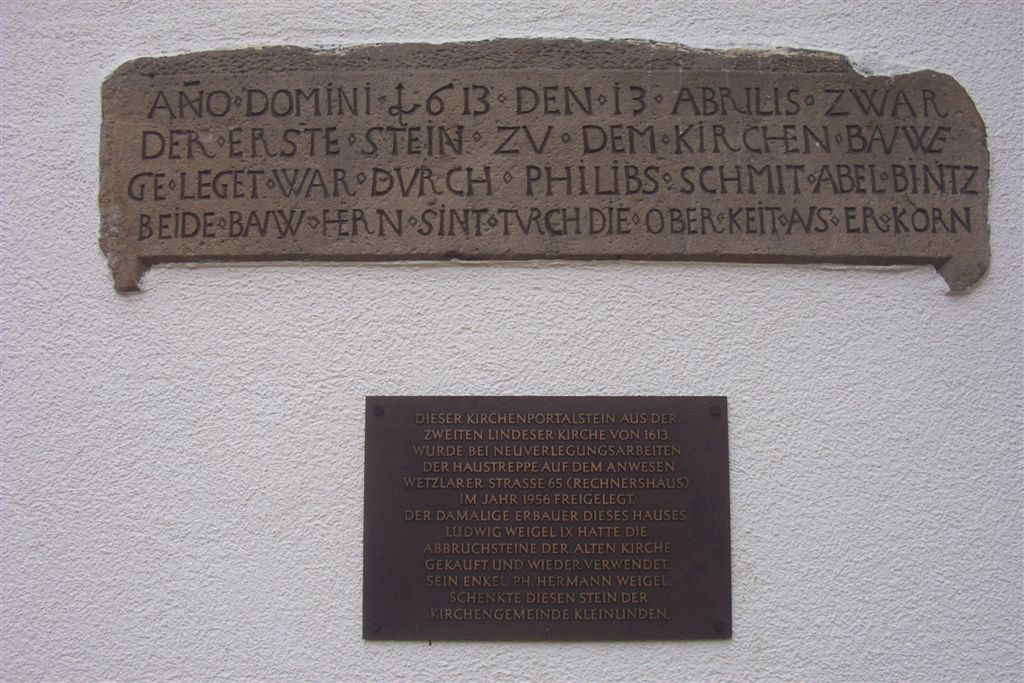 AÑO·DOMINI·1613·DEN·13·ABRILIS·ZWAR
DER·ERSTE·STEIN·ZV·DEM·KIRCHEN·BAVWE
GE·LEGET·WAR·DVRCH·PHILIBS·SCHMIT·ABEL·BINTZ
BEIDE·BAVW·HERN·SINT·TVRCH DIE·OBER·KEIT·AVS·ER·KORN
DIESER KIRCHENPORTALSTEIN AUS DER
ZWEITEN LINDESER KIRCHE VON 1613,
WURDE BEI NEUVERLEGUNGSARBEITEN
DER HAUSTREPPE AUF DEM ANWESEN
WETZLARER STRASSE 65 (RECHNERSHAUS)
IM JAHR 1956 FREIGELEGT.
DER DAMALIGE ERBAUER DIESES HAUSES,
LUDWIG WEIGEL IX HATTE DIE
ABBRUCHSTEINE DER ALTEN KIRCHE
GEKAUFT UND WIEDER VERWENDET.
SEIN ENKEL, PH. HERMANN WEIGEL,
SCHENKTE DIESEN STEIN DER
KIRCHENGEMEINDE KLEINLINDEN.